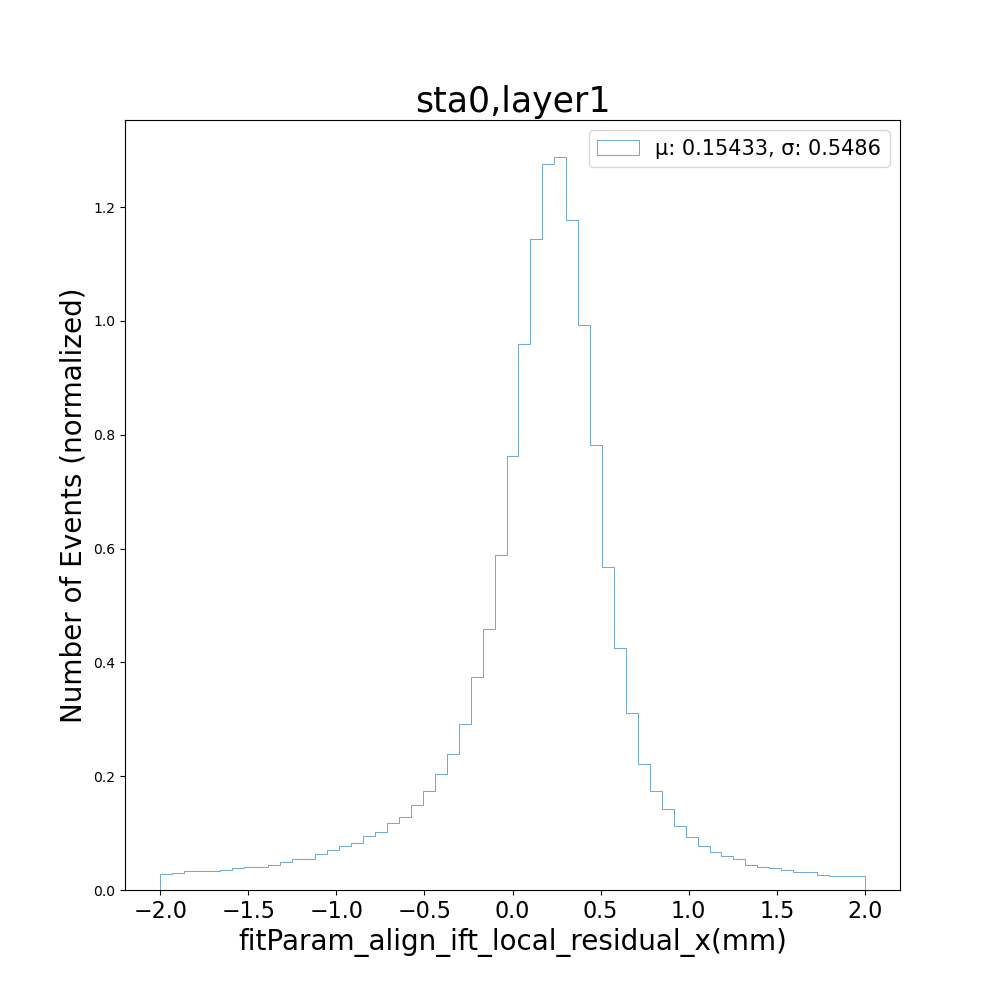 sta0,layer1
μ: 0.15433, σ: 0.5486
Number of Events (normalized)
1.2
1.0
0.8
0.6
0.4
0.2
0.0
−2.0 −1.5 −1.0 −0.5 0.0 0.5 1.0 1.5 2.0
fitParam_align_ift_local_residual_x(mm)